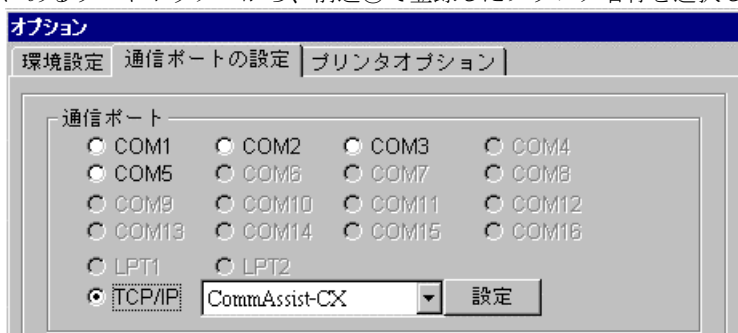 オプション
環境設定 通信ポートの設定 プリンタオプション
通信ポート
COM1 COM2 COM3 COM4
COM5 COM6 COM7 COM8
COM9 COM10 COM11 COM12
COM13 COM14 COM15 COM16
LPT1 LPT2
TCP/IP CommAssist-CX 設定